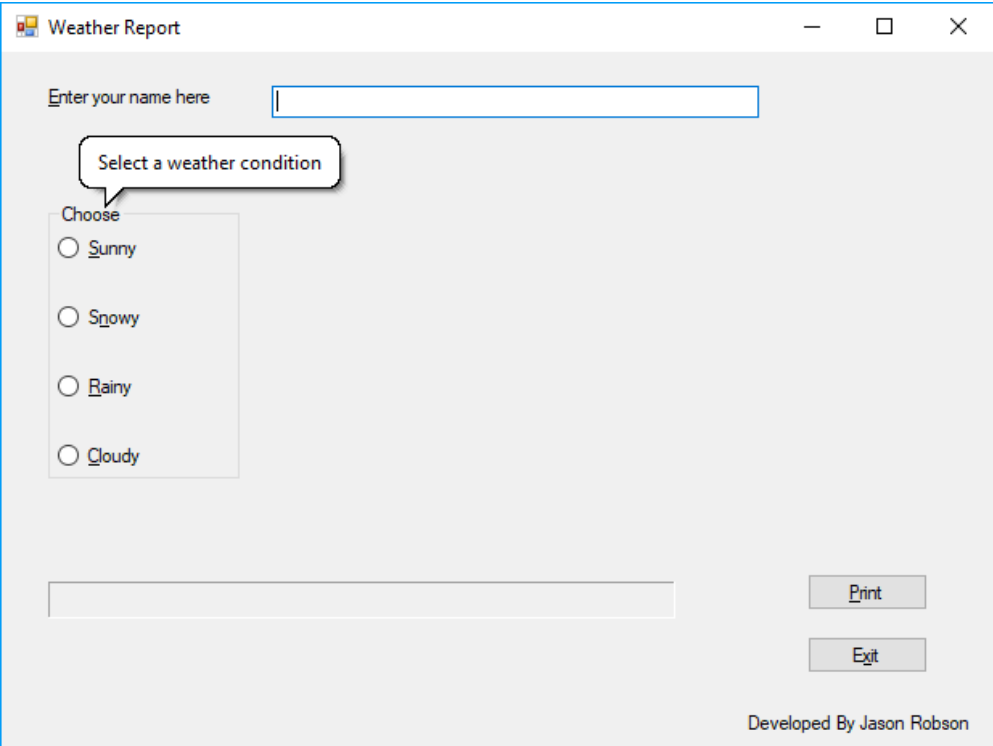 Weather Report
Enter your name here
Select a weather condition
Choose
Sunny
Snowy
Rainy
Cloudy
Print
Exit
Developed By Jason Robson